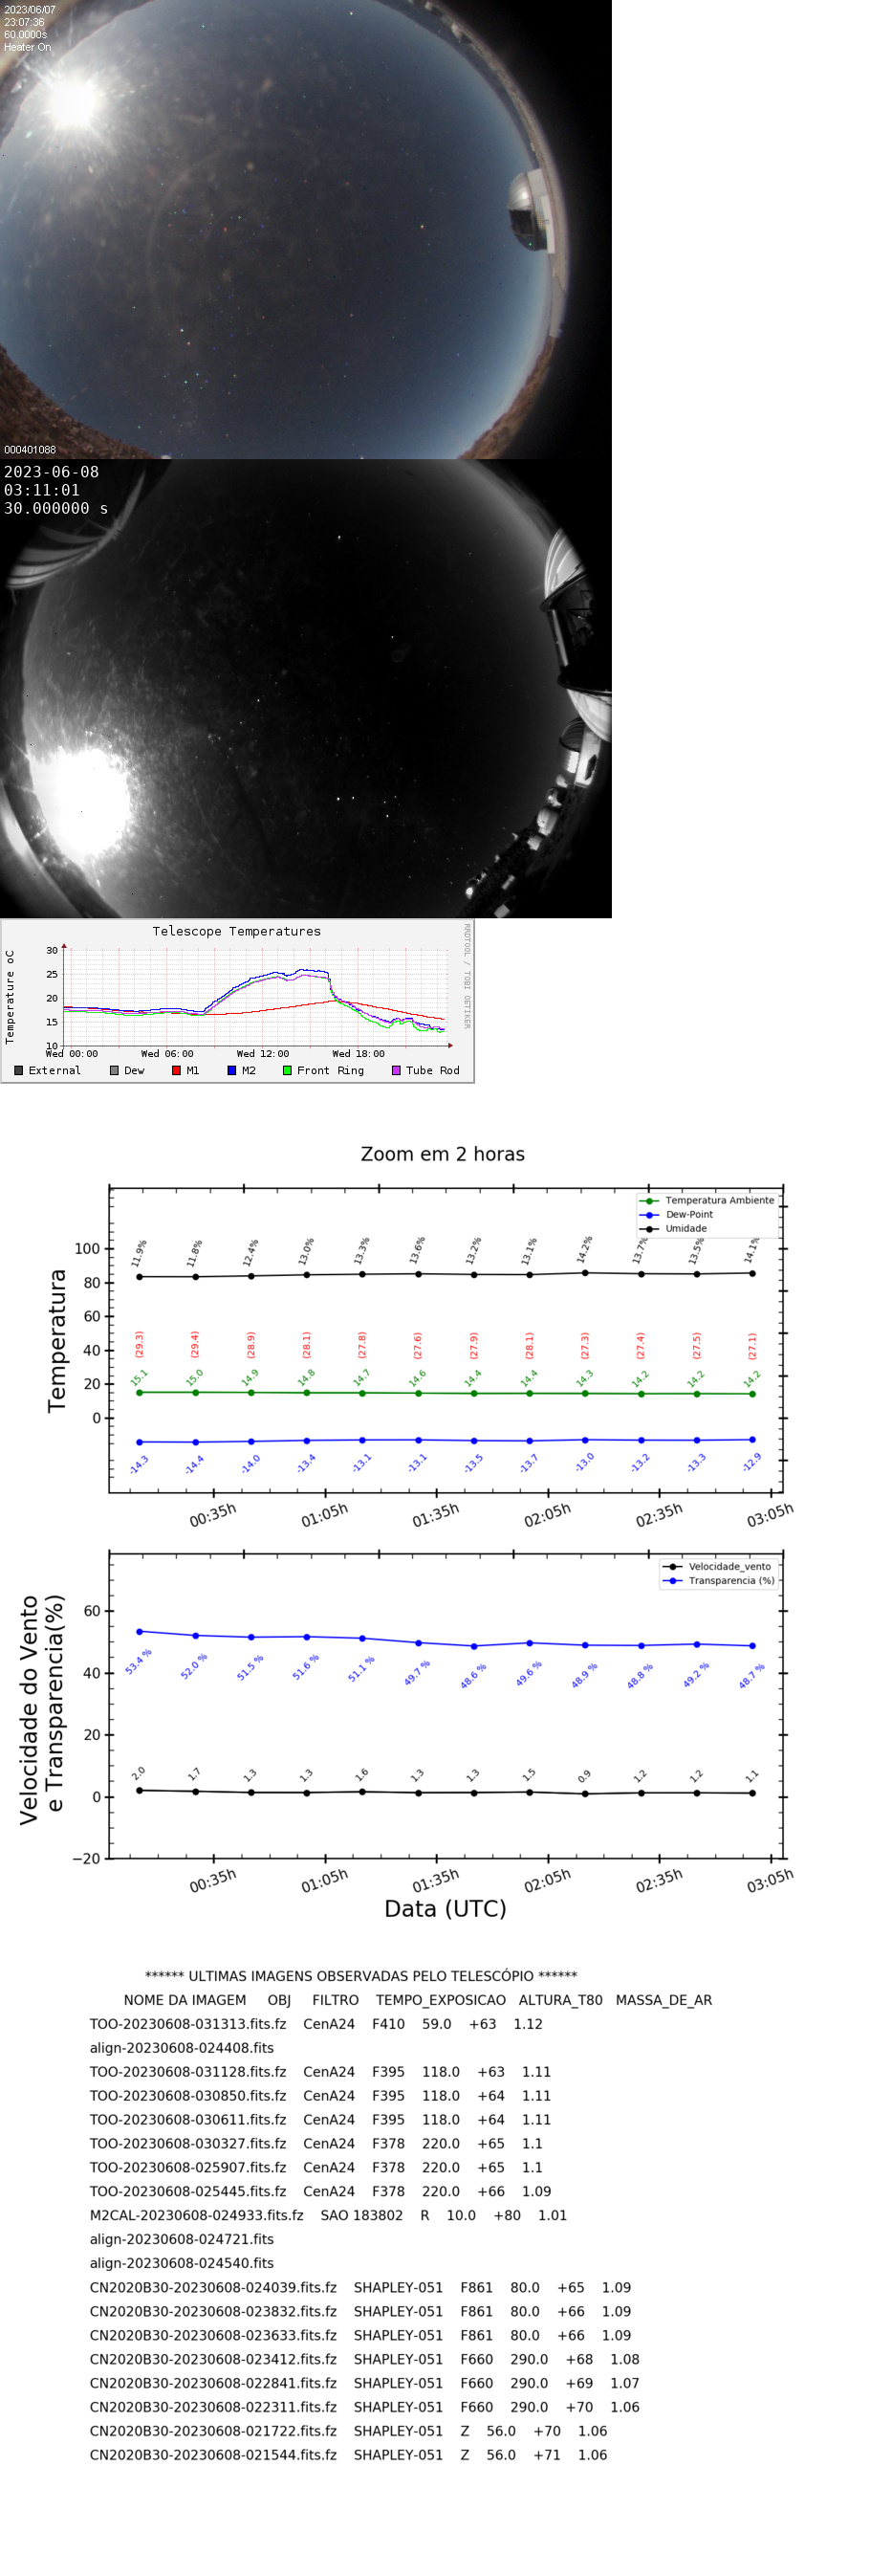 2023/06/07
23:07:36
60.0000s
Heater On
000401088
2023-06-08
03:11:01
30.000000 s
Telescope Temperatures
RRDTOOL / TOBI OETIKER
Temperature oC
30
25
20
15
10
Wed 00:00 Wed 06:00 Wed 12:00 Wed 18:00
External Dew M1 M2 Front Ring Tube Rod
Zoom em 2 horas
Temperatura Ambiente
Dew-Point
Umidade
Temperatura
100
80
60
40
20
0
11.9% 11.8% 12.4% 13.0% 13.3% 13.6% 13.2% 13.1% 14.2% 13.7% 13.5% 14.1%
(29.3) (29.4) (28.9) (28.1) (27.8) (27.6) (27.9) (28.1) (27.3) (27.4) (27.5) (27.1)
15.1 15.0 14.9 14.8 14.7 14.6 14.4 14.4 14.3 14.2 14.2 14.2
-14.3 -14.4 -14.0 -13.4 -13.1 -13.1 -13.5 -13.7 -13.0 -13.2 -13.3 -12.9
00:35h 01:05h 01:35h 02:05h 02:35h 03:05h
Velocidade_vento
Transparencia (%)
Velocidade do Vento
e Transparencia(%)
60
40
20
0
−20
53.4 % 52.0 % 51.5 % 51.6 % 51.1 % 49.7 % 48.6 % 49.6 % 48.9 % 48.8 % 49.2 % 48.7 %
2.0 1.7 1.3 1.3 1.6 1.3 1.3 1.5 0.9 1.2 1.2 1.1
00:35h 01:05h 01:35h 02:05h 02:35h 03:05h
Data (UTC)
****** ULTIMAS IMAGENS OBSERVADAS PELO TELESCÓPIO ******
NOME DA IMAGEM OBJ FILTRO TEMPO_EXPOSICAO ALTURA_T80 MASSA_DE_AR
TOO-20230608-031313.fits.fz CenA24 F410 59.0 +63 1.12
align-20230608-024408.fits
TOO-20230608-031128.fits.fz CenA24 F395 118.0 +63 1.11
TOO-20230608-030850.fits.fz CenA24 F395 118.0 +64 1.11
TOO-20230608-030611.fits.fz CenA24 F395 118.0 +64 1.11
TOO-20230608-030327.fits.fz CenA24 F378 220.0 +65 1.1
TOO-20230608-025907.fits.fz CenA24 F378 220.0 +65 1.1
TOO-20230608-025445.fits.fz CenA24 F378 220.0 +66 1.09
M2CAL-20230608-024933.fits.fz SAO 183802 R 10.0 +80 1.01
align-20230608-024721.fits
align-20230608-024540.fits
CN2020B30-20230608-024039.fits.fz SHAPLEY-051 F861 80.0 +65 1.09
CN2020B30-20230608-023832.fits.fz SHAPLEY-051 F861 80.0 +66 1.09
CN2020B30-20230608-023633.fits.fz SHAPLEY-051 F861 80.0 +66 1.09
CN2020B30-20230608-023412.fits.fz SHAPLEY-051 F660 290.0 +68 1.08
CN2020B30-20230608-022841.fits.fz SHAPLEY-051 F660 290.0 +69 1.07
CN2020B30-20230608-022311.fits.fz SHAPLEY-051 F660 290.0 +70 1.06
CN2020B30-20230608-021722.fits.fz SHAPLEY-051 Z 56.0 +70 1.06
CN2020B30-20230608-021544.fits.fz SHAPLEY-051 Z 56.0 +71 1.06